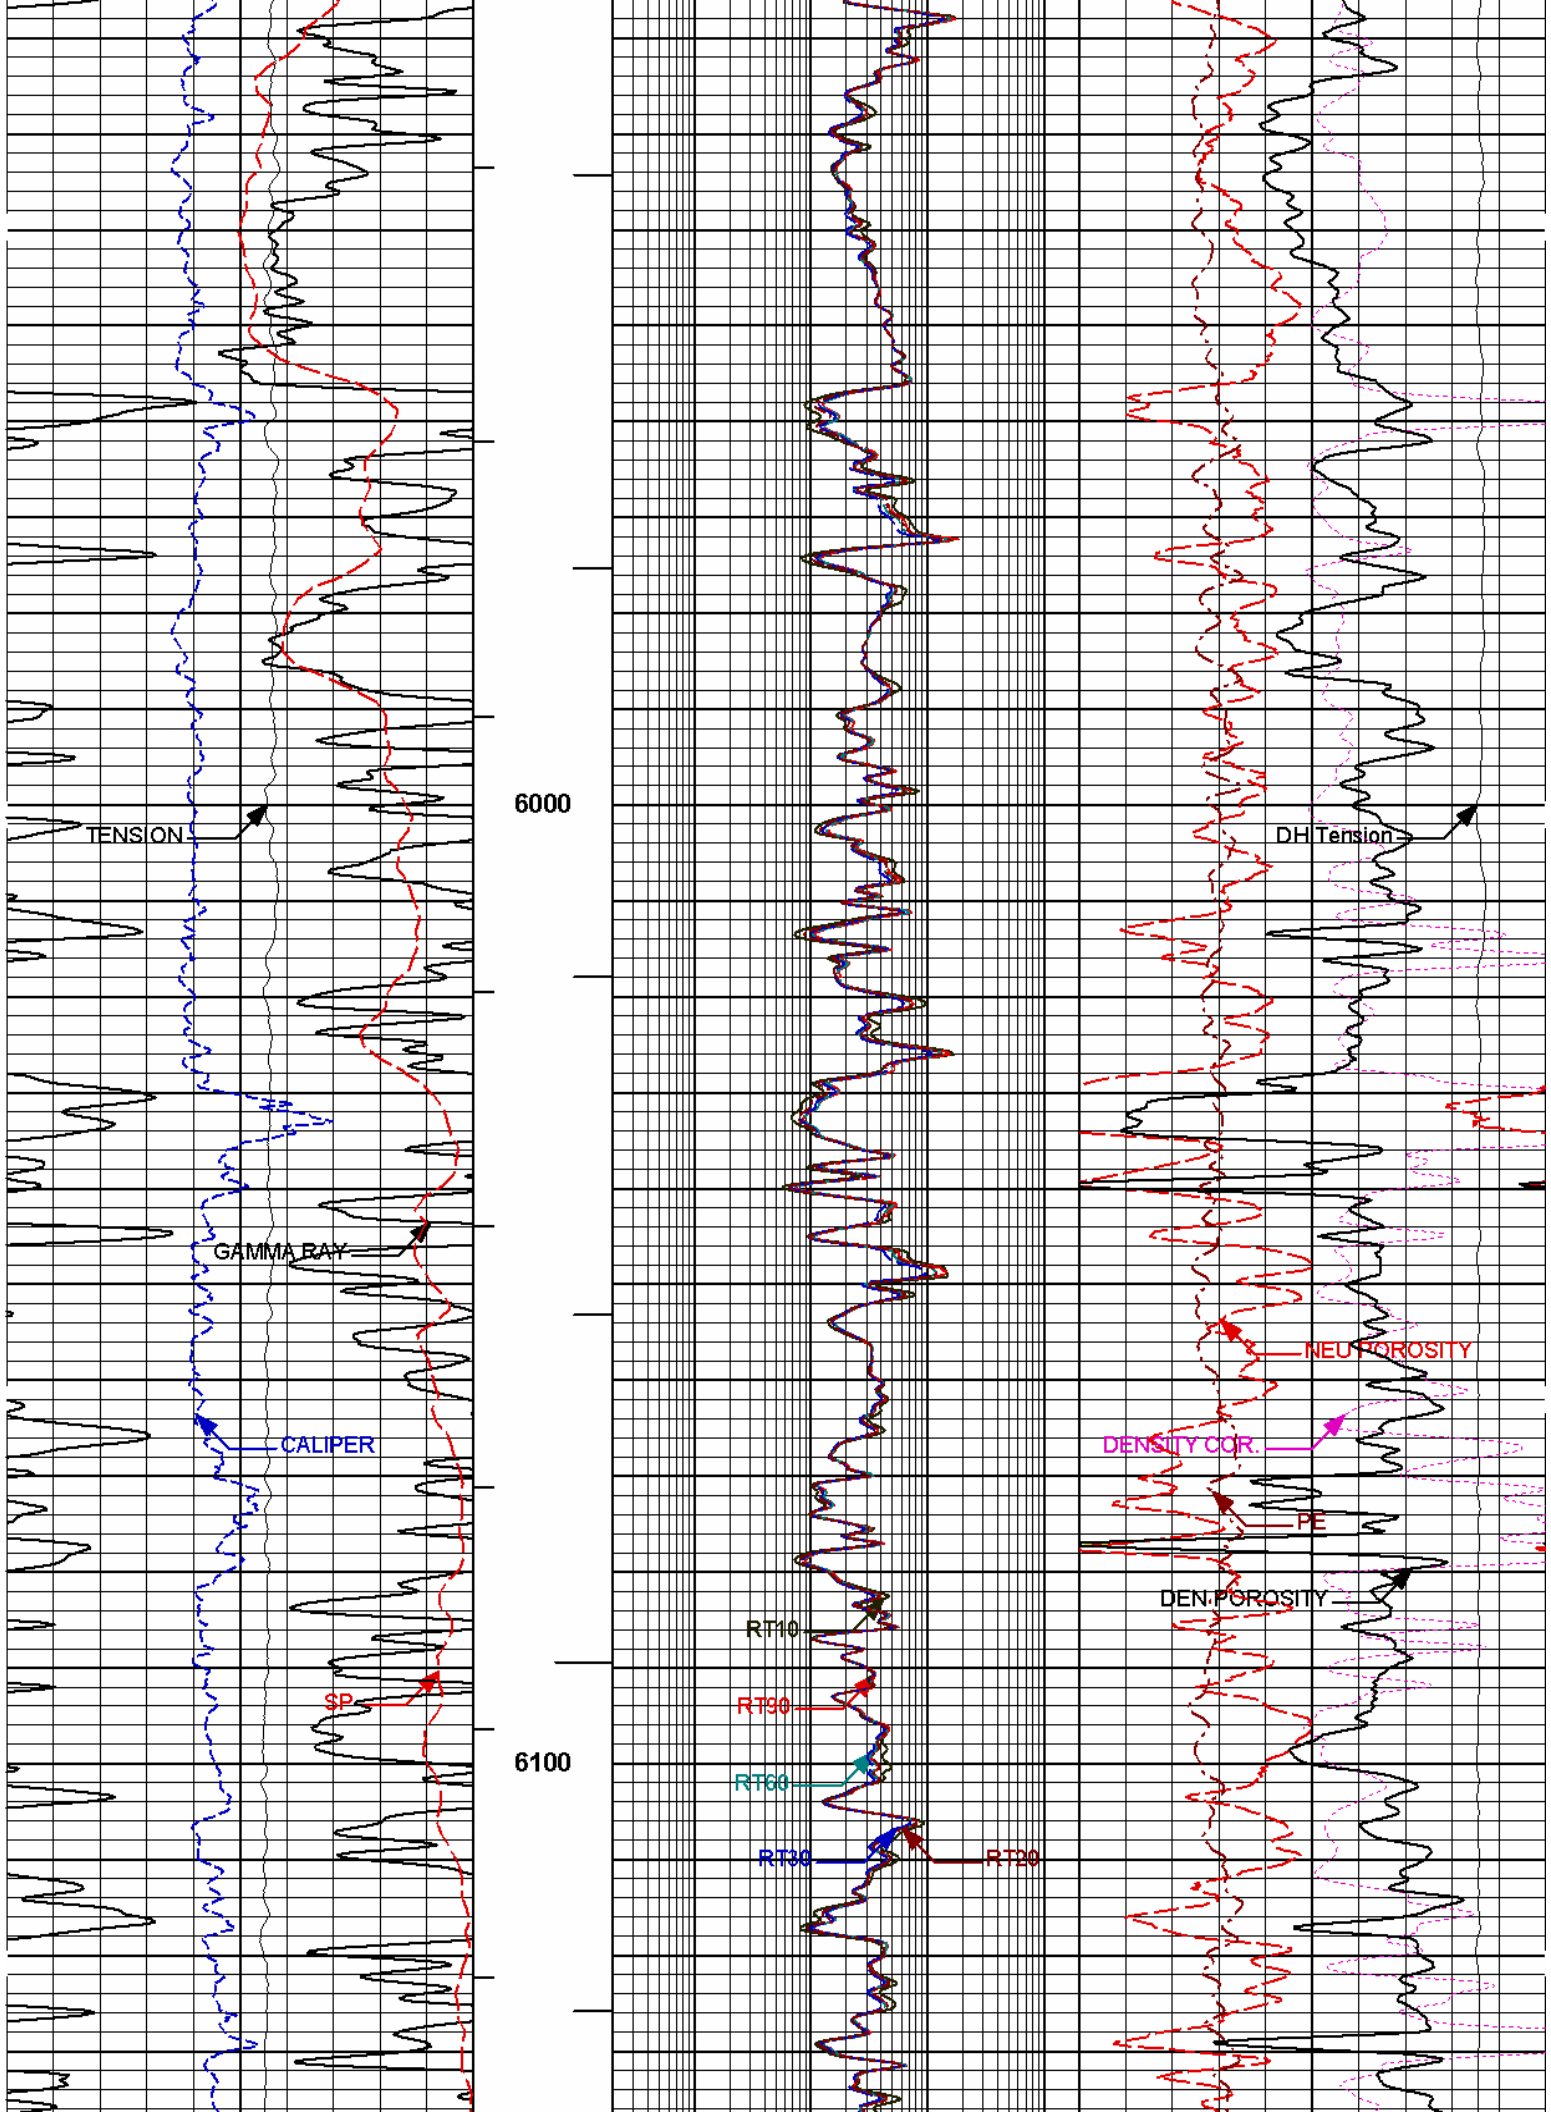 6000
TENSION
DH Tension
GAMMA RAY
NEU POROSITY
CALIPER
DENSITY COR.
PE
DEN POROSITY
RT10
SP
RT90
6100
RT60
RT30
RT20